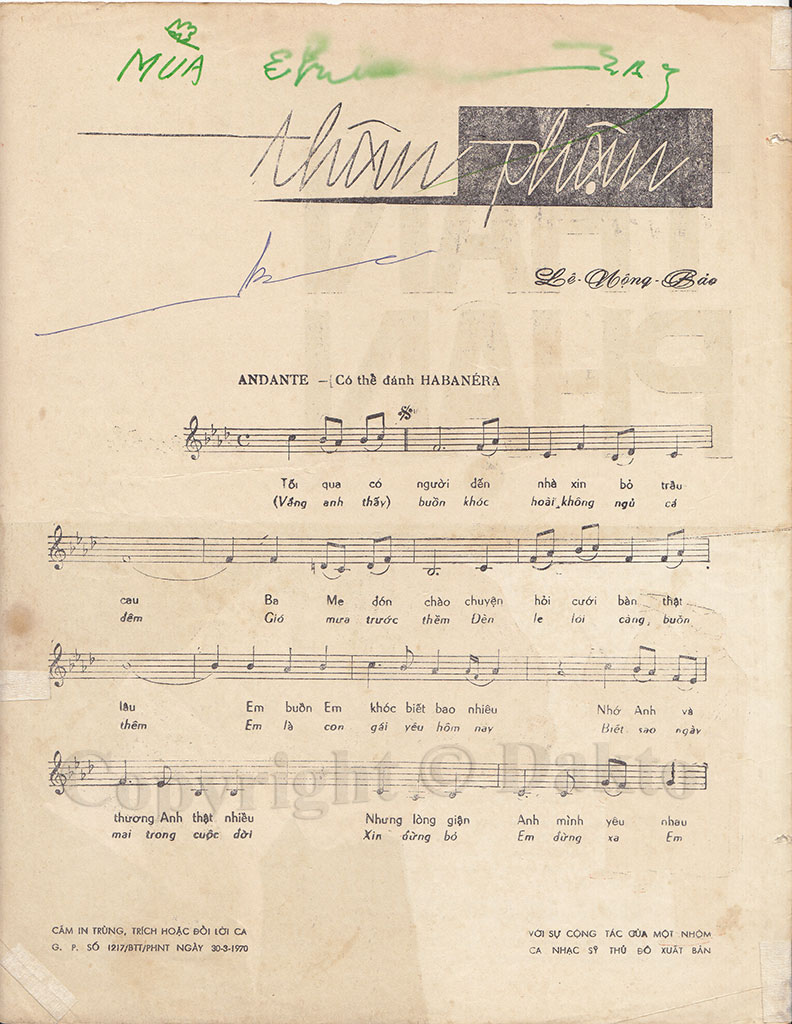 MUA
thân phận
Lê-Mộng-Bảo
ANDANTE – [Có thể đánh HABANÉRA
Tối qua có người đến nhà xin bỏ trầu
(Vắng anh thấy) buồn khóc hoài không ngủ cả
cau Ba Me đón chào chuyện hỏi cưới bàn thật
đêm Gió mưa trước thềm Đèn le lói càng buồn
lâu Em buồn Em khóc biết bao nhiêu Nhớ Anh và
thêm Em là con gái yêu hôm nay Biết sao ngày
Copyright © Dakto
thương Anh thật nhiều Nhưng lòng giận Anh mình yêu nhau
mai trong cuộc đời Xin đừng bỏ Em đừng xa Em
CẤM IN TRÙNG, TRÍCH HOẶC ĐỔI LỜI CA
G. P. SỐ 1217/BTT/PHNT NGÀY 30-3-1970
VỚI SỰ CỘNG TÁC CỦA MỘT NHÓM
CA NHẠC SỸ THỦ ĐÔ XUẤT BẢN